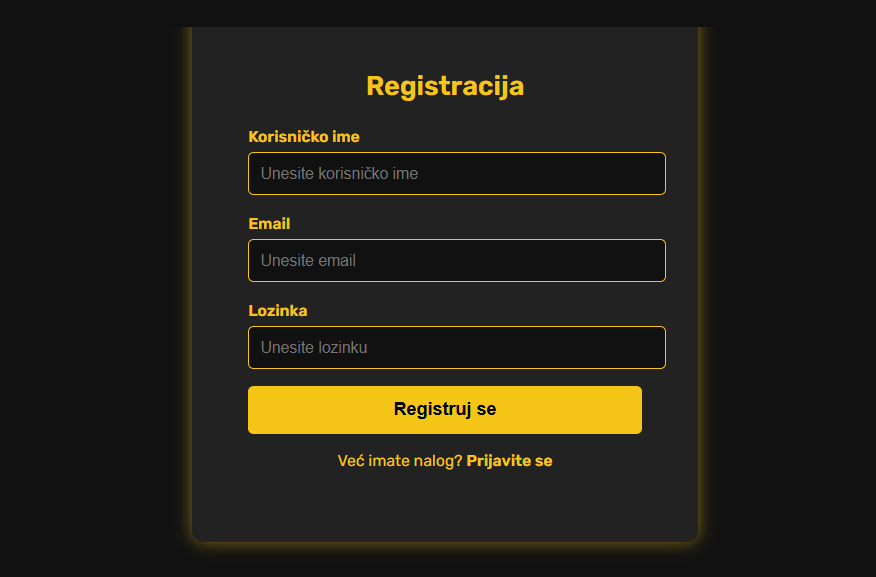 Registracija
Korisničko ime
Unesite korisničko ime
Email
Unesite email
Lozinka
Unesite lozinku
Registruj se
Već imate nalog? Prijavite se